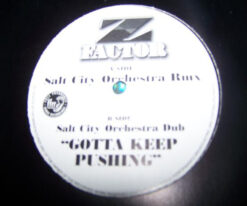 Z
FACTOR
A-SIDE
Salt City Orchestra Rmx
B-SIDE
Salt City Orchestra Dub
"GOTTA KEEP
PUSHING"